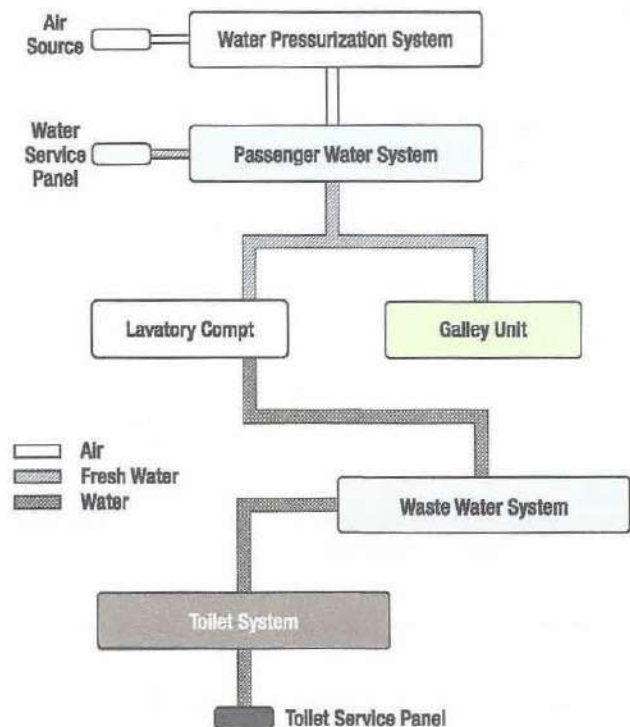 Air
Source
Water Pressurization System
Water
Service
Panel
Passenger Water System
Lavatory Compt
Galley Unit
Air
Fresh Water
Water
Waste Water System
Toilet System
Toilet Service Panel